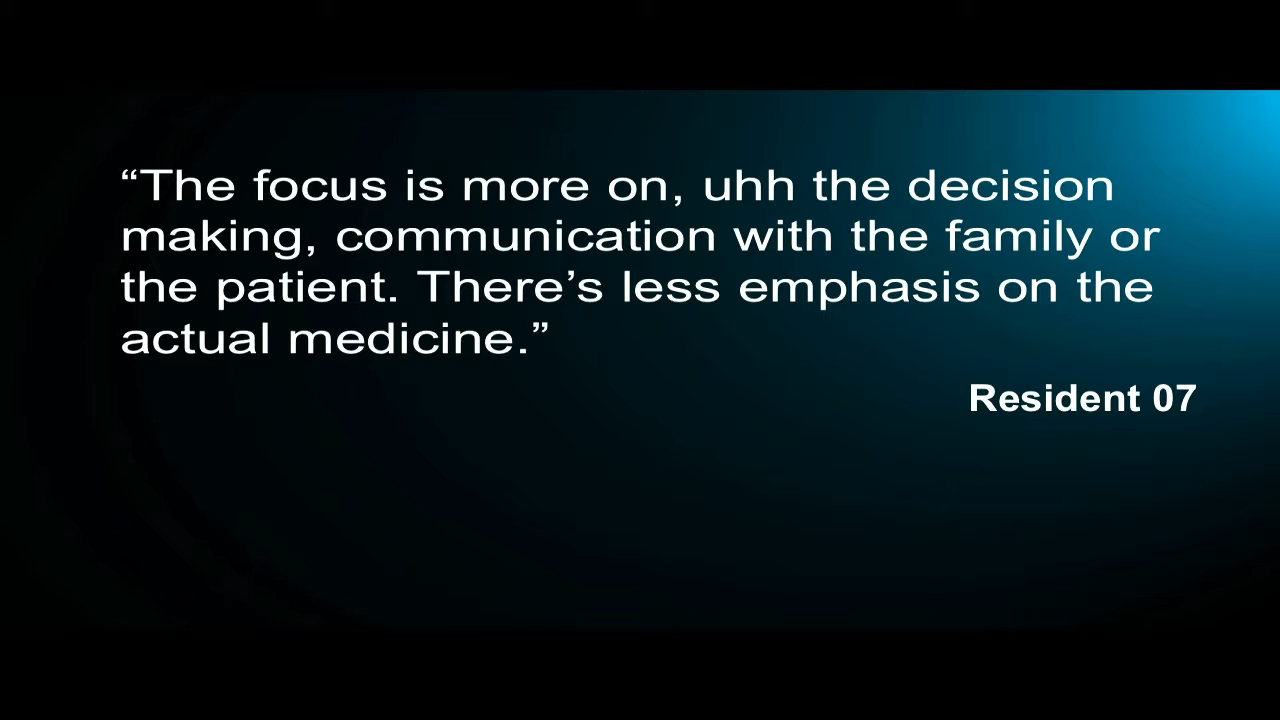 “The focus is more on, uhh the decision
making, communication with the family or
the patient. There’s less emphasis on the
actual medicine.”
Resident 07